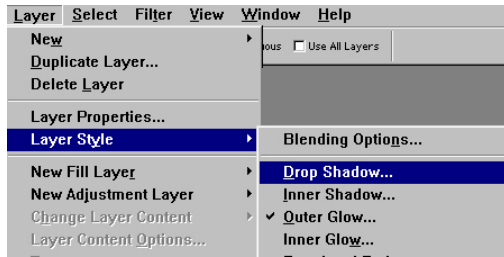 Layer Select Filter View Window Help
New
ious Use All Layers
Duplicate Layer...
Delete Layer
Layer Properties...
Layer Style
Blending Options...
New Fill Layer
Drop Shadow...
New Adjustment Layer
Inner Shadow...
Change Layer Content
Outer Glow...
Layer Content Options...
Inner Glow...